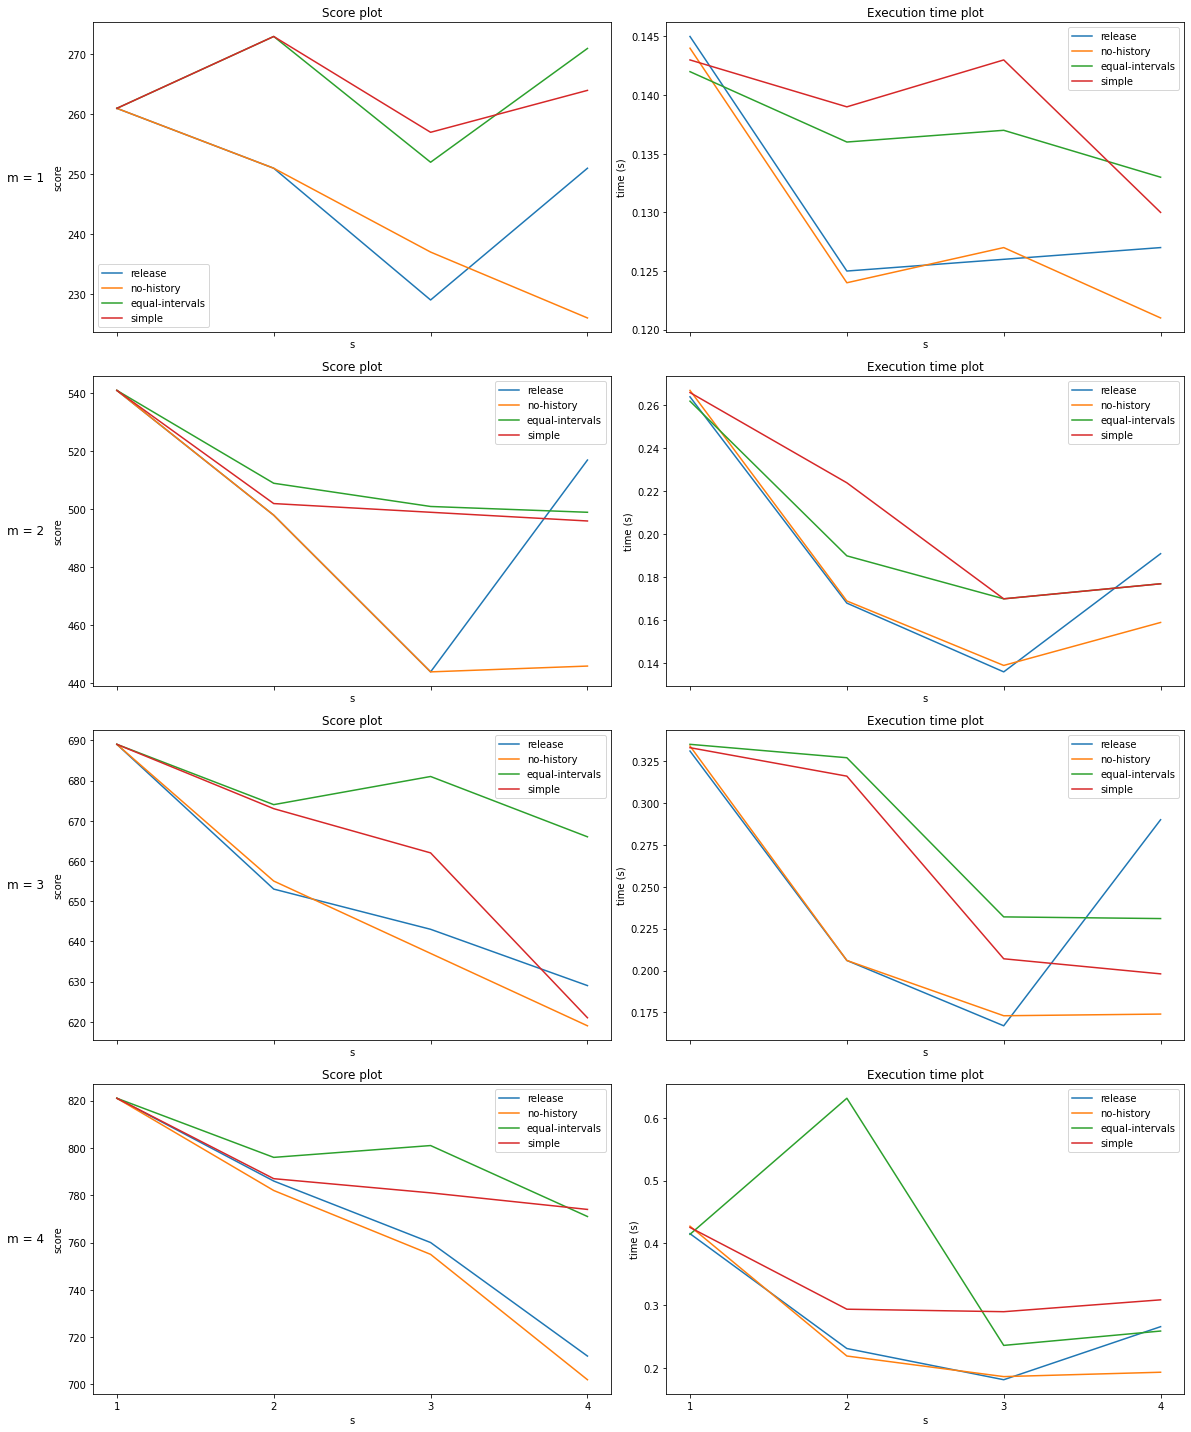 Score plot
270
260
250
240
230
score
m = 1
release
no-history
equal-intervals
simple
s
Execution time plot
0.145
0.140
0.135
0.130
0.125
0.120
time (s)
release
no-history
equal-intervals
simple
s
Score plot
540
520
500
480
460
440
score
m = 2
release
no-history
equal-intervals
simple
s
Execution time plot
0.26
0.24
0.22
0.20
0.18
0.16
0.14
time (s)
release
no-history
equal-intervals
simple
s
Score plot
690
680
670
660
650
640
630
620
score
m = 3
release
no-history
equal-intervals
simple
s
Execution time plot
0.325
0.300
0.275
0.250
0.225
0.200
0.175
time (s)
release
no-history
equal-intervals
simple
s
Score plot
820
800
780
760
740
720
700
score
m = 4
release
no-history
equal-intervals
simple
1 2 3 4
s
Execution time plot
0.6
0.5
0.4
0.3
0.2
time (s)
release
no-history
equal-intervals
simple
1 2 3 4
s